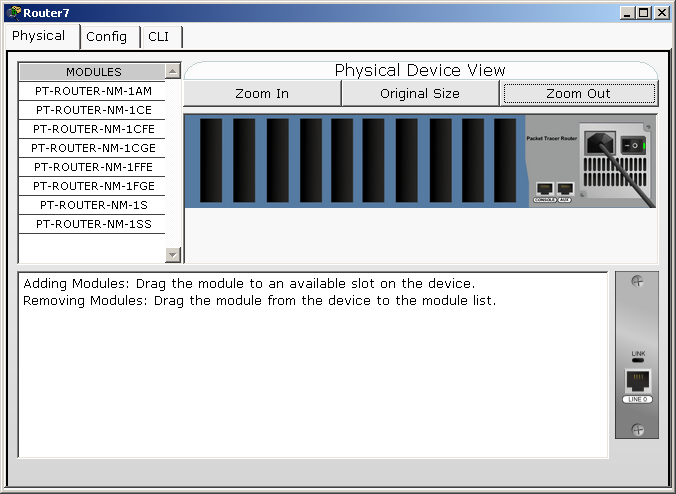 Router7
Physical Config CLI
MODULES
PT-ROUTER-NM-1AM
PT-ROUTER-NM-1CE
PT-ROUTER-NM-1CFE
PT-ROUTER-NM-1CGE
PT-ROUTER-NM-1FFE
PT-ROUTER-NM-1FGE
PT-ROUTER-NM-1S
PT-ROUTER-NM-1SS
Physical Device View
Zoom In Original Size Zoom Out
Packet Tracer Router
CONSOLE AUX
Adding Modules: Drag the module to an available slot on the device.
Removing Modules: Drag the module from the device to the module list.
LINK
LINE 0